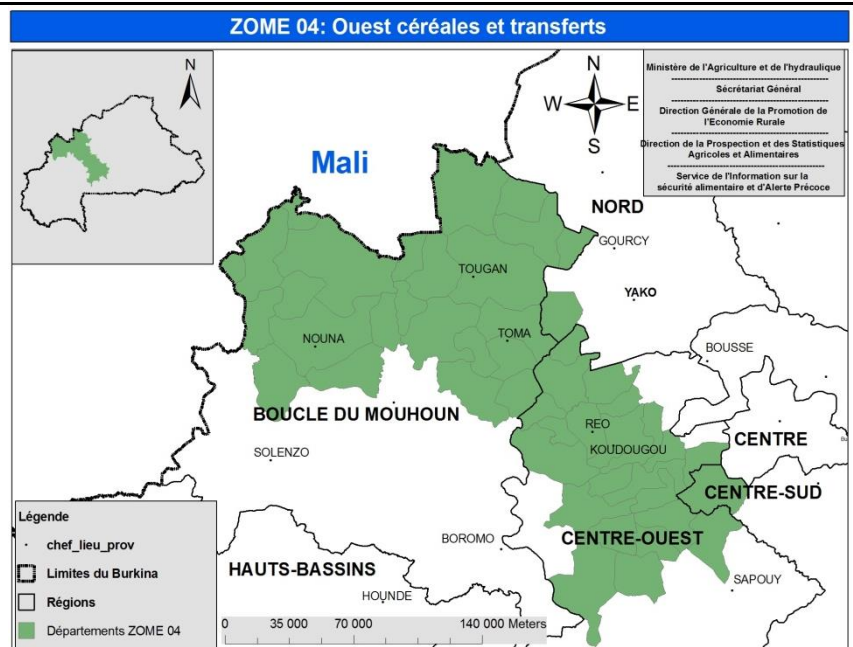 ZOME 04: Ouest céréales et transferts
N
N
W
E
S
Ministère de l'Agriculture et de l'hydraulique
Sécrétariat Général
Direction Générale de la Promotion de
l'Economie Rurale
Direction de la Prospection et des Statistiques
Agricoles et Alimentaires
Service de l'Information sur la
sécurité alimentaire et d'Alerte Précoce
Mali
NORD
GOURCY
TOUGAN
YAKO
NOUNA
TOMA
BOUSSE
BOUCLE DU MOUHOUN
REO
CENTRE
SOLENZO
KOUDOUGOU
CENTRE-SUD
BOROMO
CENTRE-OUEST
HAUTS-BASSINS
SAPOUY
HOUNDE
Légende
chef_lieu_prov
Limites du Burkina
Régions
Départements ZOME 04
0 35 000 70 000 140 000 Meters